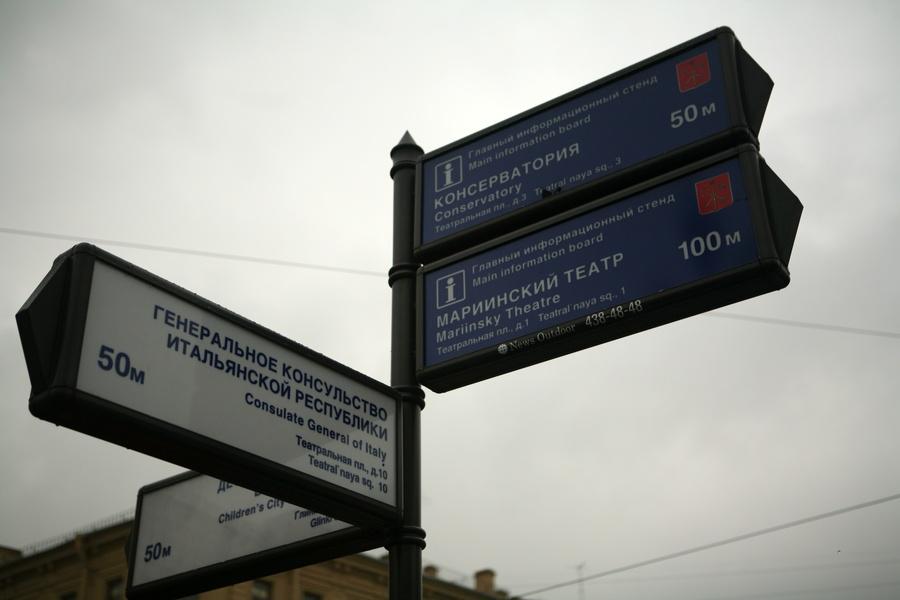 Главный информационный стенд
Main information board
КОНСЕРВАТОРИЯ
Conservatory
Театральная пл., д.3 Teatral'naya sq., 3
50м
Главный информационный стенд
Main information board
МАРИИНСКИЙ ТЕАТР
Mariinsky Theatre
Театральная пл., д.1 Teatral'naya sq., 1
100м
News Outdoor 438-48-48
ГЕНЕРАЛЬНОЕ КОНСУЛЬСТВО
ИТАЛЬЯНСКОЙ РЕСПУБЛИКИ
Consulate General of Italy
Театральная пл., д.10
Teatral'naya sq. 10
50м
Children's City
50м